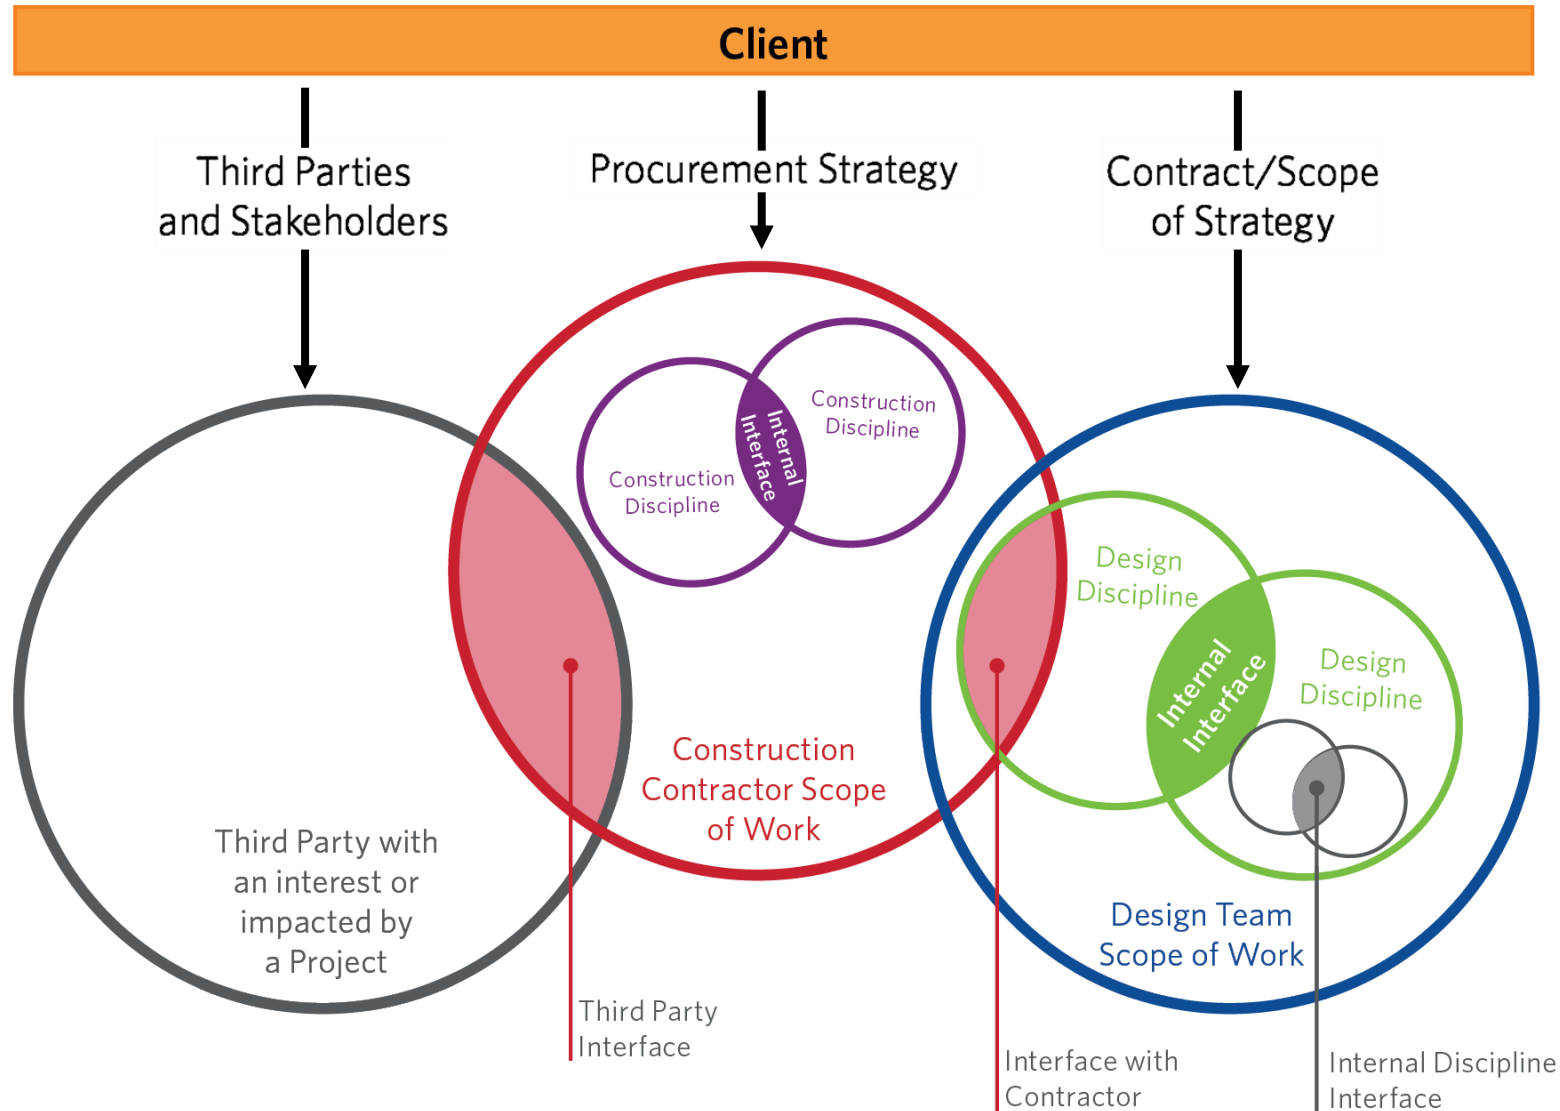 Client
Third Parties
and Stakeholders
Procurement Strategy
Contract/Scope
of Strategy
Construction
Discipline
Internal
Interface
Construction
Discipline
Design
Discipline
Internal
Interface
Design
Discipline
Construction
Contractor Scope
of Work
Third Party with
an interest or
impacted by
a Project
Design Team
Scope of Work
Third Party
Interface
Interface with
Contractor
Internal Discipline
Interface